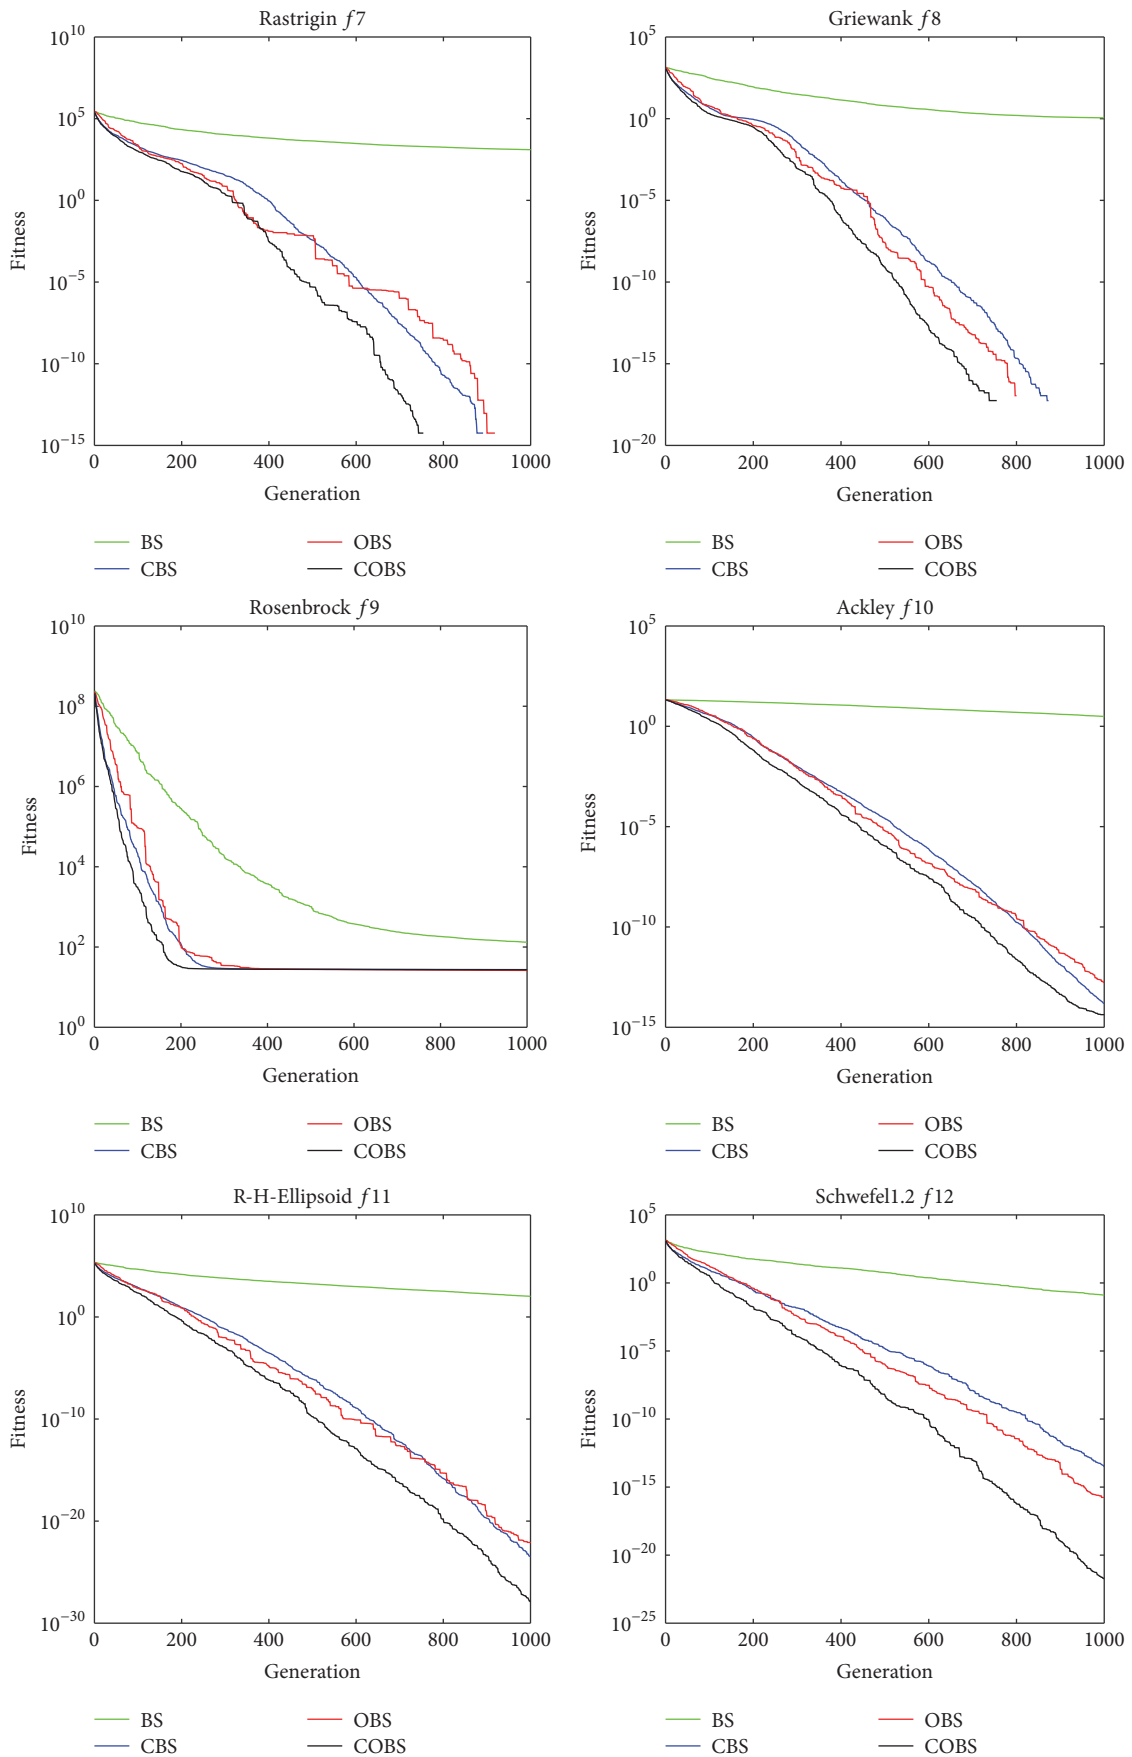 Rastrigin f7
10^10
10^5
10^0
10^−5
10^−10
10^−15
Fitness
0 200 400 600 800 1000
Generation
BS
CBS
OBS
COBS
Griewank f8
10^5
10^0
10^−5
10^−10
10^−15
10^−20
Fitness
0 200 400 600 800 1000
Generation
BS
CBS
OBS
COBS
Rosenbrock f9
10^10
10^8
10^6
10^4
10^2
10^0
Fitness
0 200 400 600 800 1000
Generation
BS
CBS
OBS
COBS
Ackley f10
10^5
10^0
10^−5
10^−10
10^−15
Fitness
0 200 400 600 800 1000
Generation
BS
CBS
OBS
COBS
R-H-Ellipsoid f11
10^10
10^0
10^−10
10^−20
10^−30
Fitness
0 200 400 600 800 1000
Generation
BS
CBS
OBS
COBS
Schwefel1.2 f12
10^5
10^0
10^−5
10^−10
10^−15
10^−20
10^−25
Fitness
0 200 400 600 800 1000
Generation
BS
CBS
OBS
COBS